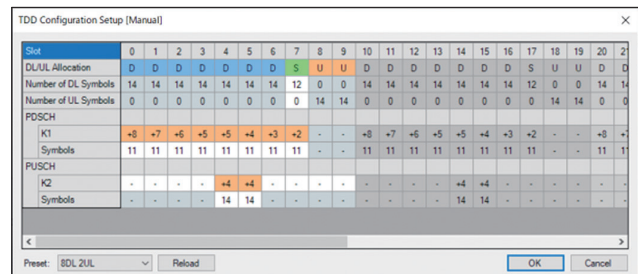 TDD Configuration Setup [Manual]
Slot 0 1 2 3 4 5 6 7 8 9 10 11 12 13 14 15 16 17 18 19 20 21
DL/UL Allocation D D D D D D D S U U D D D D D D D S U U D D
Number of DL Symbols 14 14 14 14 14 14 14 12 0 0 14 14 14 14 14 14 14 12 0 0 14 14
Number of UL Symbols 0 0 0 0 0 0 0 0 14 14 0 0 0 0 0 0 0 0 14 14 0 0
PDSCH
K1 +8 +7 +6 +5 +5 +4 +3 +2 - - +8 +7 +6 +5 +5 +4 +3 +2 - - +8 +7
Symbols 11 11 11 11 11 11 11 11 - - 11 11 11 11 11 11 11 11 - - 11 11
PUSCH
K2 - - - - +4 +4 - - - - - - - - +4 +4 - - - - - -
Symbols - - - - 14 14 - - - - - - - - 14 14 - - - - - -
Preset: 8DL 2UL Reload OK Cancel